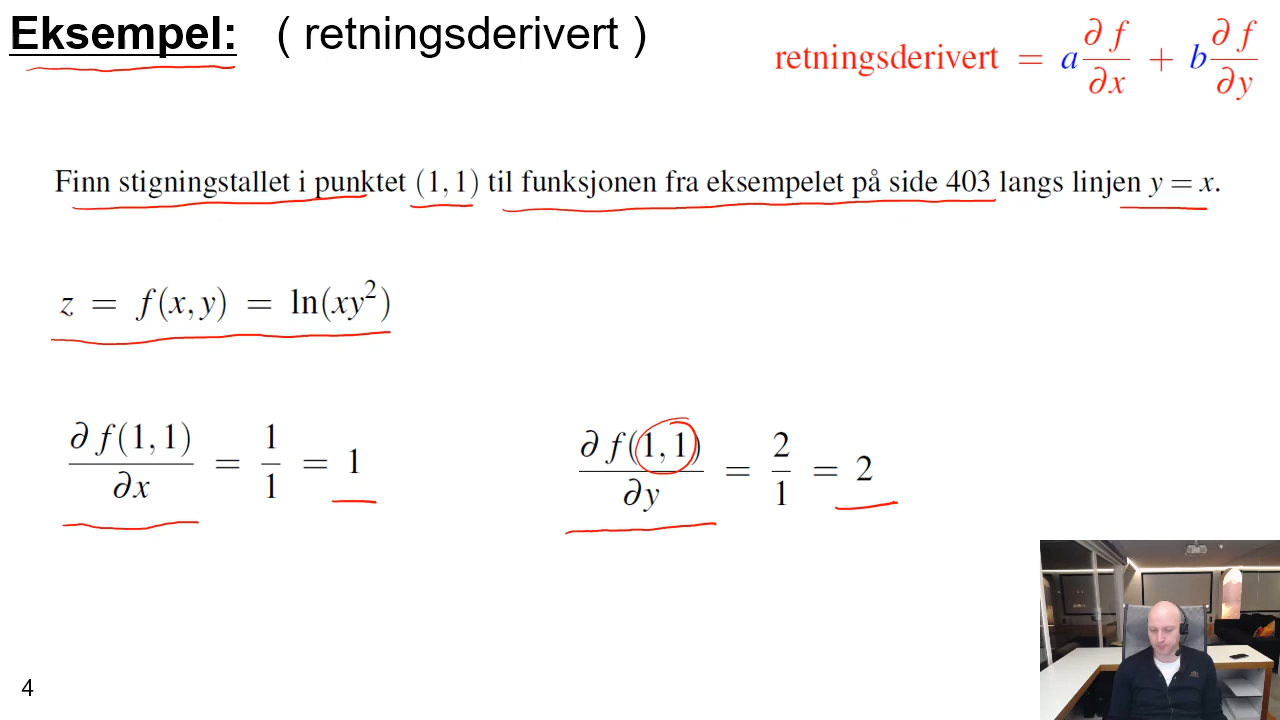 Eksempel: ( retningsderivert )
retningsderivert = a ∂f/∂x + b ∂f/∂y
Finn stigningstallet i punktet (1,1) til funksjonen fra eksempelet på side 403 langs linjen y = x.
z = f(x,y) = ln(xy²)
∂f(1,1)/∂x = 1/1 = 1
∂f(1,1)/∂y = 2/1 = 2
4